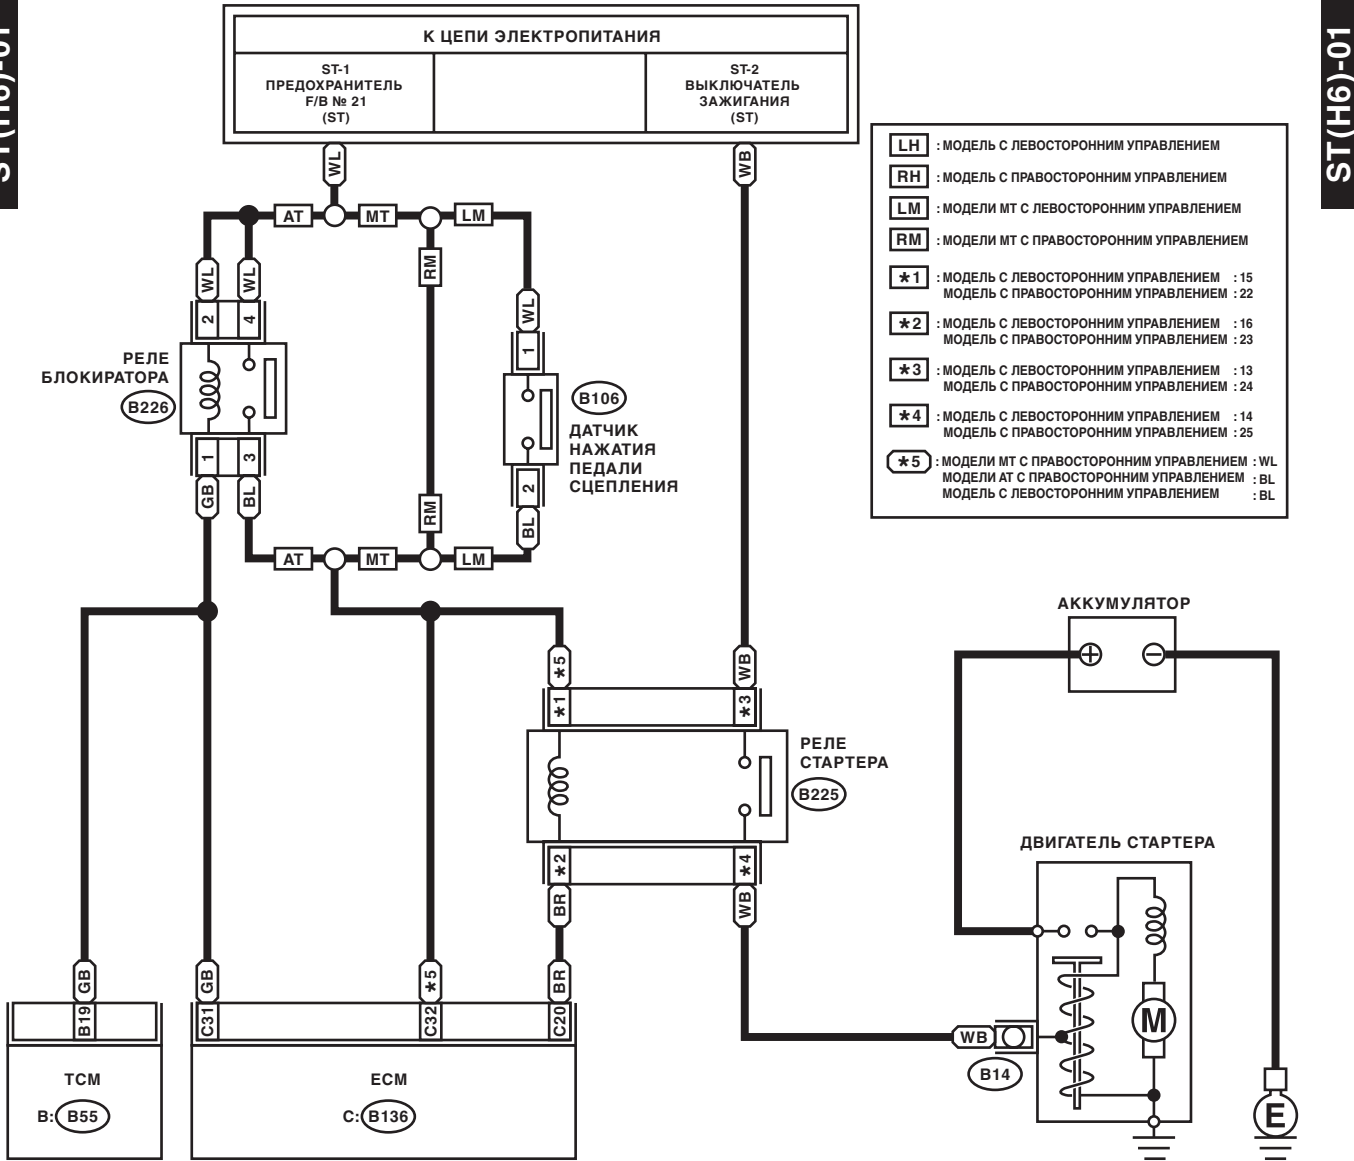 ST(H6)-01
ST(H6)-01
К ЦЕПИ ЭЛЕКТРОПИТАНИЯ
ST-1
ПРЕДОХРАНИТЕЛЬ
F/B № 21
(ST)
ST-2
ВЫКЛЮЧАТЕЛЬ
ЗАЖИГАНИЯ
(ST)
WL
WB
AT
MT
LM
RM
WL
WL
WL
2
4
1
РЕЛЕ
БЛОКИРАТОРА
B226
B106
ДАТЧИК
НАЖАТИЯ
ПЕДАЛИ
СЦЕПЛЕНИЯ
1
3
2
GB
BL
RM
BL
AT
MT
LM
LH : МОДЕЛЬ С ЛЕВОСТОРОННИМ УПРАВЛЕНИЕМ
RH : МОДЕЛЬ С ПРАВОСТОРОННИМ УПРАВЛЕНИЕМ
LM : МОДЕЛИ МТ С ЛЕВОСТОРОННИМ УПРАВЛЕНИЕМ
RM : МОДЕЛИ МТ С ПРАВОСТОРОННИМ УПРАВЛЕНИЕМ
*1 : МОДЕЛЬ С ЛЕВОСТОРОННИМ УПРАВЛЕНИЕМ : 15
МОДЕЛЬ С ПРАВОСТОРОННИМ УПРАВЛЕНИЕМ : 22
*2 : МОДЕЛЬ С ЛЕВОСТОРОННИМ УПРАВЛЕНИЕМ : 16
МОДЕЛЬ С ПРАВОСТОРОННИМ УПРАВЛЕНИЕМ : 23
*3 : МОДЕЛЬ С ЛЕВОСТОРОННИМ УПРАВЛЕНИЕМ : 13
МОДЕЛЬ С ПРАВОСТОРОННИМ УПРАВЛЕНИЕМ : 24
*4 : МОДЕЛЬ С ЛЕВОСТОРОННИМ УПРАВЛЕНИЕМ : 14
МОДЕЛЬ С ПРАВОСТОРОННИМ УПРАВЛЕНИЕМ : 25
*5 : МОДЕЛИ МТ С ПРАВОСТОРОННИМ УПРАВЛЕНИЕМ : WL
МОДЕЛИ АТ С ПРАВОСТОРОННИМ УПРАВЛЕНИЕМ : BL
МОДЕЛЬ С ЛЕВОСТОРОННИМ УПРАВЛЕНИЕМ : BL
*5
WB
*1
*3
РЕЛЕ
СТАРТЕРА
B225
*2
*4
BR
WB
АККУМУЛЯТОР
+
−
ДВИГАТЕЛЬ СТАРТЕРА
M
WB
B14
E
GB
GB
*5
BR
B19
C31
C32
C20
TCM
B: B55
ECM
C: B136